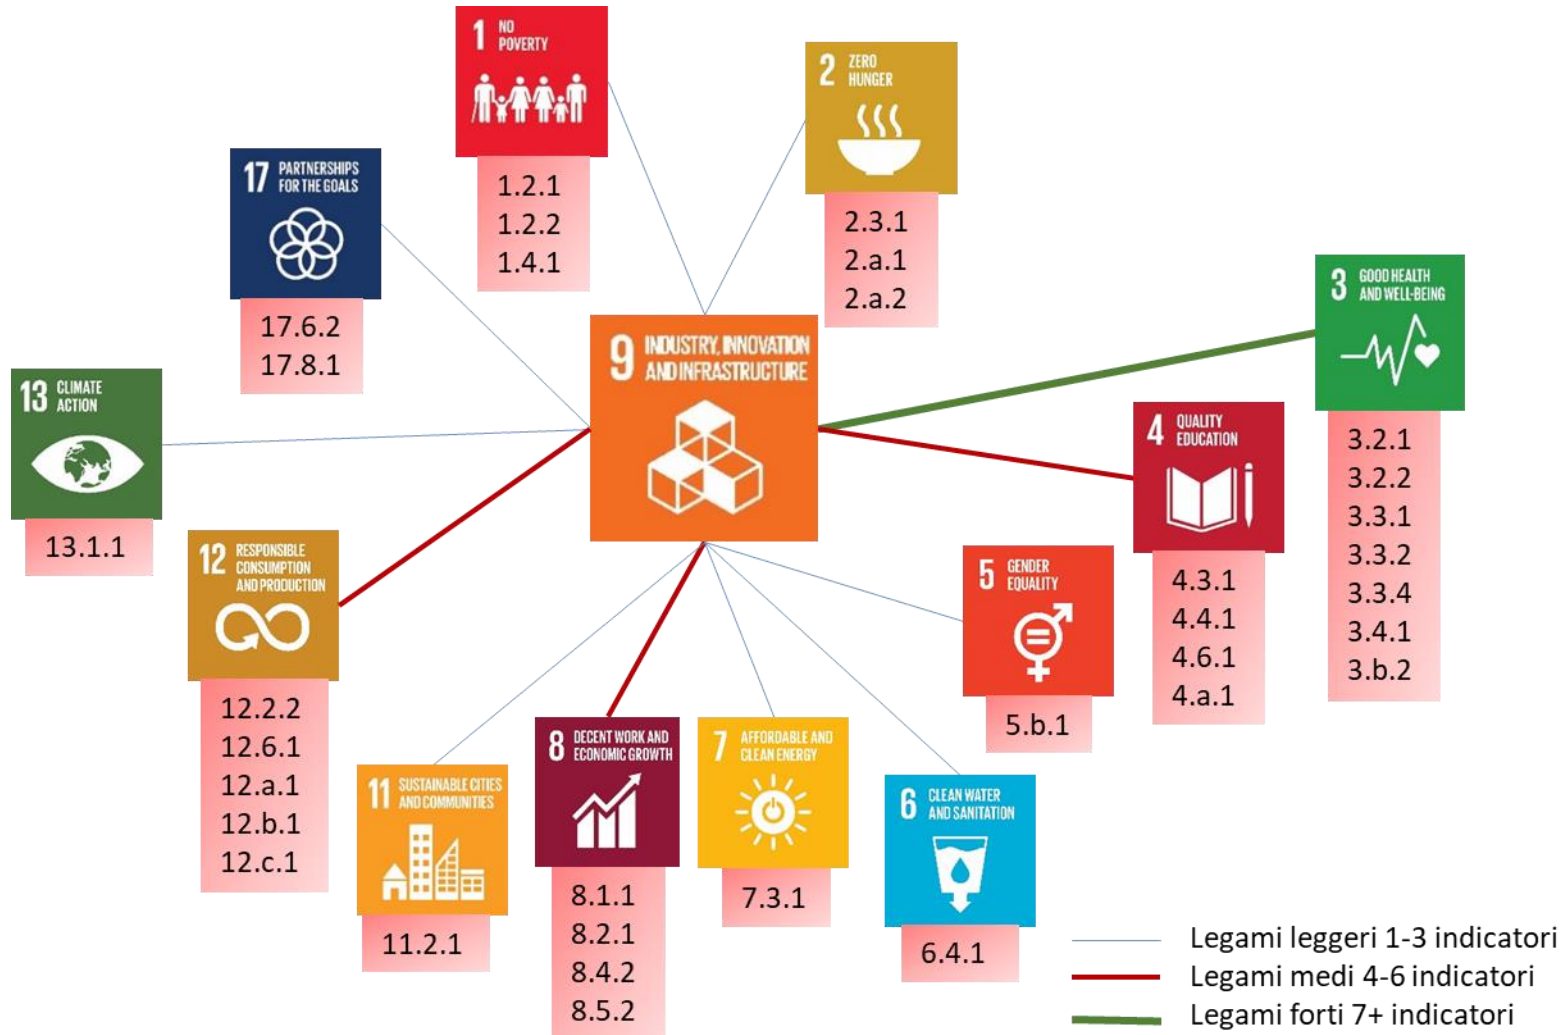 1 NO
POVERTY
1.2.1
1.2.2
1.4.1
2 ZERO
HUNGER
2.3.1
2.a.1
2.a.2
17 PARTNERSHIPS
FOR THE GOALS
17.6.2
17.8.1
3 GOOD HEALTH
AND WELL-BEING
3.2.1
3.2.2
3.3.1
3.3.2
3.3.4
3.4.1
3.b.2
9 INDUSTRY, INNOVATION
AND INFRASTRUCTURE
13 CLIMATE
ACTION
13.1.1
4 QUALITY
EDUCATION
4.3.1
4.4.1
4.6.1
4.a.1
12 RESPONSIBLE
CONSUMPTION
AND PRODUCTION
12.2.2
12.6.1
12.a.1
12.b.1
12.c.1
5 GENDER
EQUALITY
5.b.1
11 SUSTAINABLE CITIES
AND COMMUNITIES
11.2.1
8 DECENT WORK AND
ECONOMIC GROWTH
8.1.1
8.2.1
8.4.2
8.5.2
7 AFFORDABLE AND
CLEAN ENERGY
7.3.1
6 CLEAN WATER
AND SANITATION
6.4.1
Legami leggeri 1-3 indicatori
Legami medi 4-6 indicatori
Legami forti 7+ indicatori